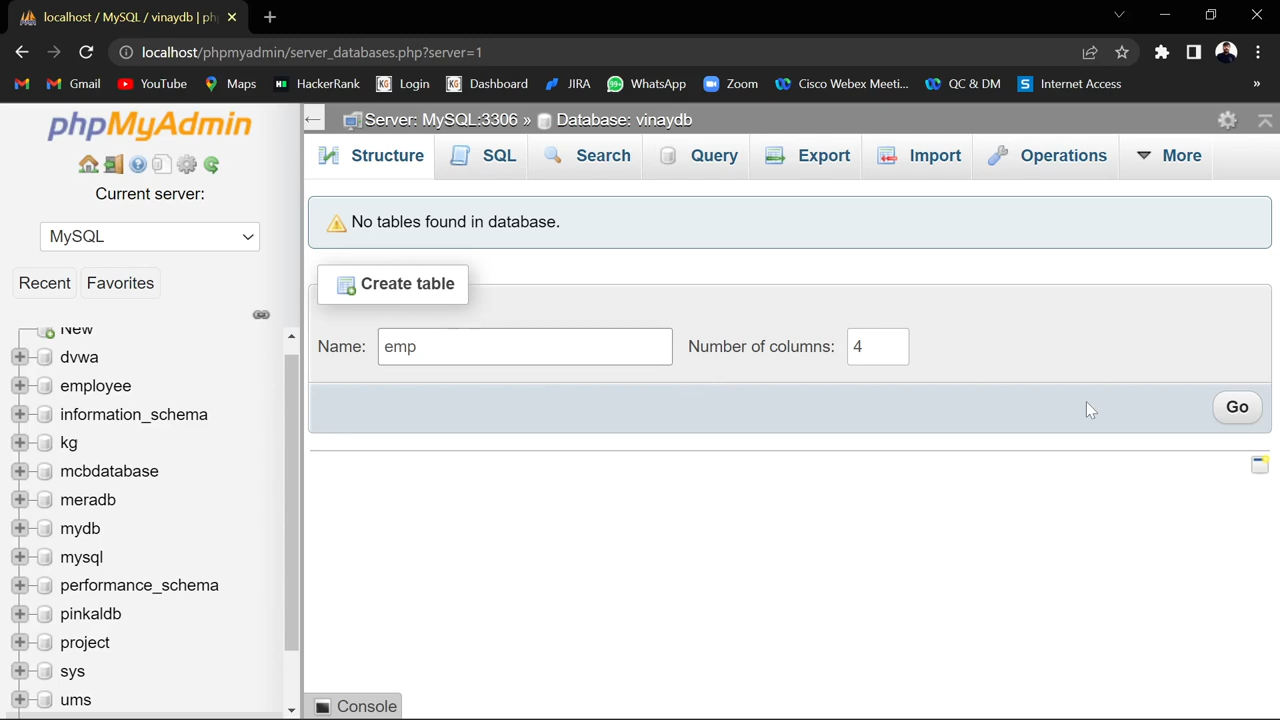 localhost / MySQL / vinaydb | ph
localhost/phpmyadmin/server_databases.php?server=1
Gmail YouTube Maps HackerRank Login Dashboard JIRA WhatsApp Zoom Cisco Webex Meeti... QC & DM Internet Access »
phpMyAdmin
Current server:
MySQL
Recent Favorites
New
dvwa
employee
information_schema
kg
mcbdatabase
meradb
mydb
mysql
performance_schema
pinkaldb
project
sys
ums
Server: MySQL:3306 » Database: vinaydb
Structure SQL Search Query Export Import Operations More
No tables found in database.
Create table
Name: emp Number of columns: 4
Go
Console